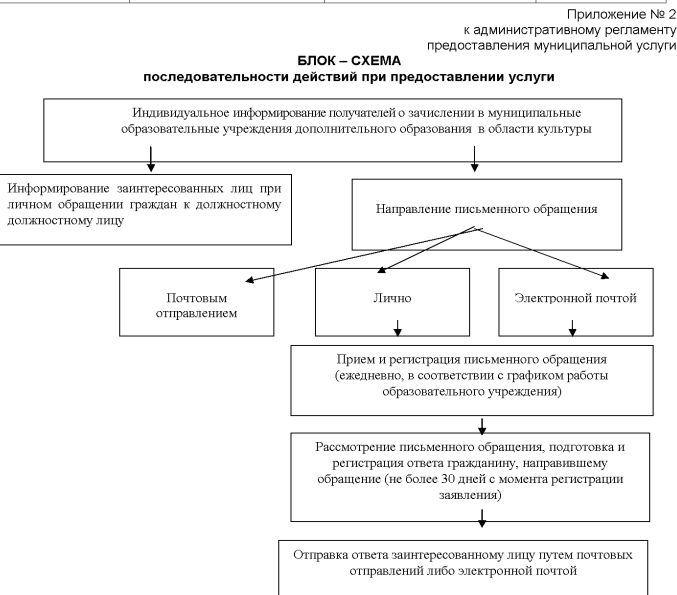 Приложение № 2
к административному регламенту
предоставления муниципальной услуги
БЛОК – СХЕМА
последовательности действий при предоставлении услуги
Индивидуальное информирование получателей о зачислении в муниципальные
образовательные учреждения дополнительного образования в области культуры
Информирование заинтересованных лиц при
личном обращении граждан к должностному
должностному лицу
Направление письменного обращения
Почтовым
отправлением
Лично
Электронной почтой
Прием и регистрация письменного обращения
(ежедневно, в соответствии с графиком работы
образовательного учреждения)
Рассмотрение письменного обращения, подготовка и
регистрация ответа гражданину, направившему
обращение (не более 30 дней с момента регистрации
заявления)
Отправка ответа заинтересованному лицу путем почтовых
отправлений либо электронной почтой